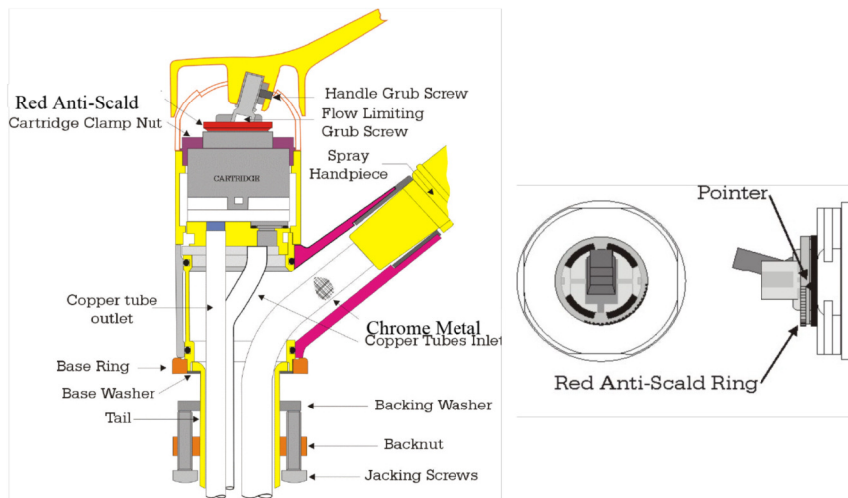 Red Anti-Scald
Cartridge Clamp Nut
Handle Grub Screw
Flow Limiting
Grub Screw
Spray
Handpiece
CARTRIDGE
Copper tube
outlet
Chrome Metal
Copper Tubes Inlet
Base Ring
Base Washer
Tail
Backing Washer
Backnut
Jacking Screws
Pointer
Red Anti-Scald Ring